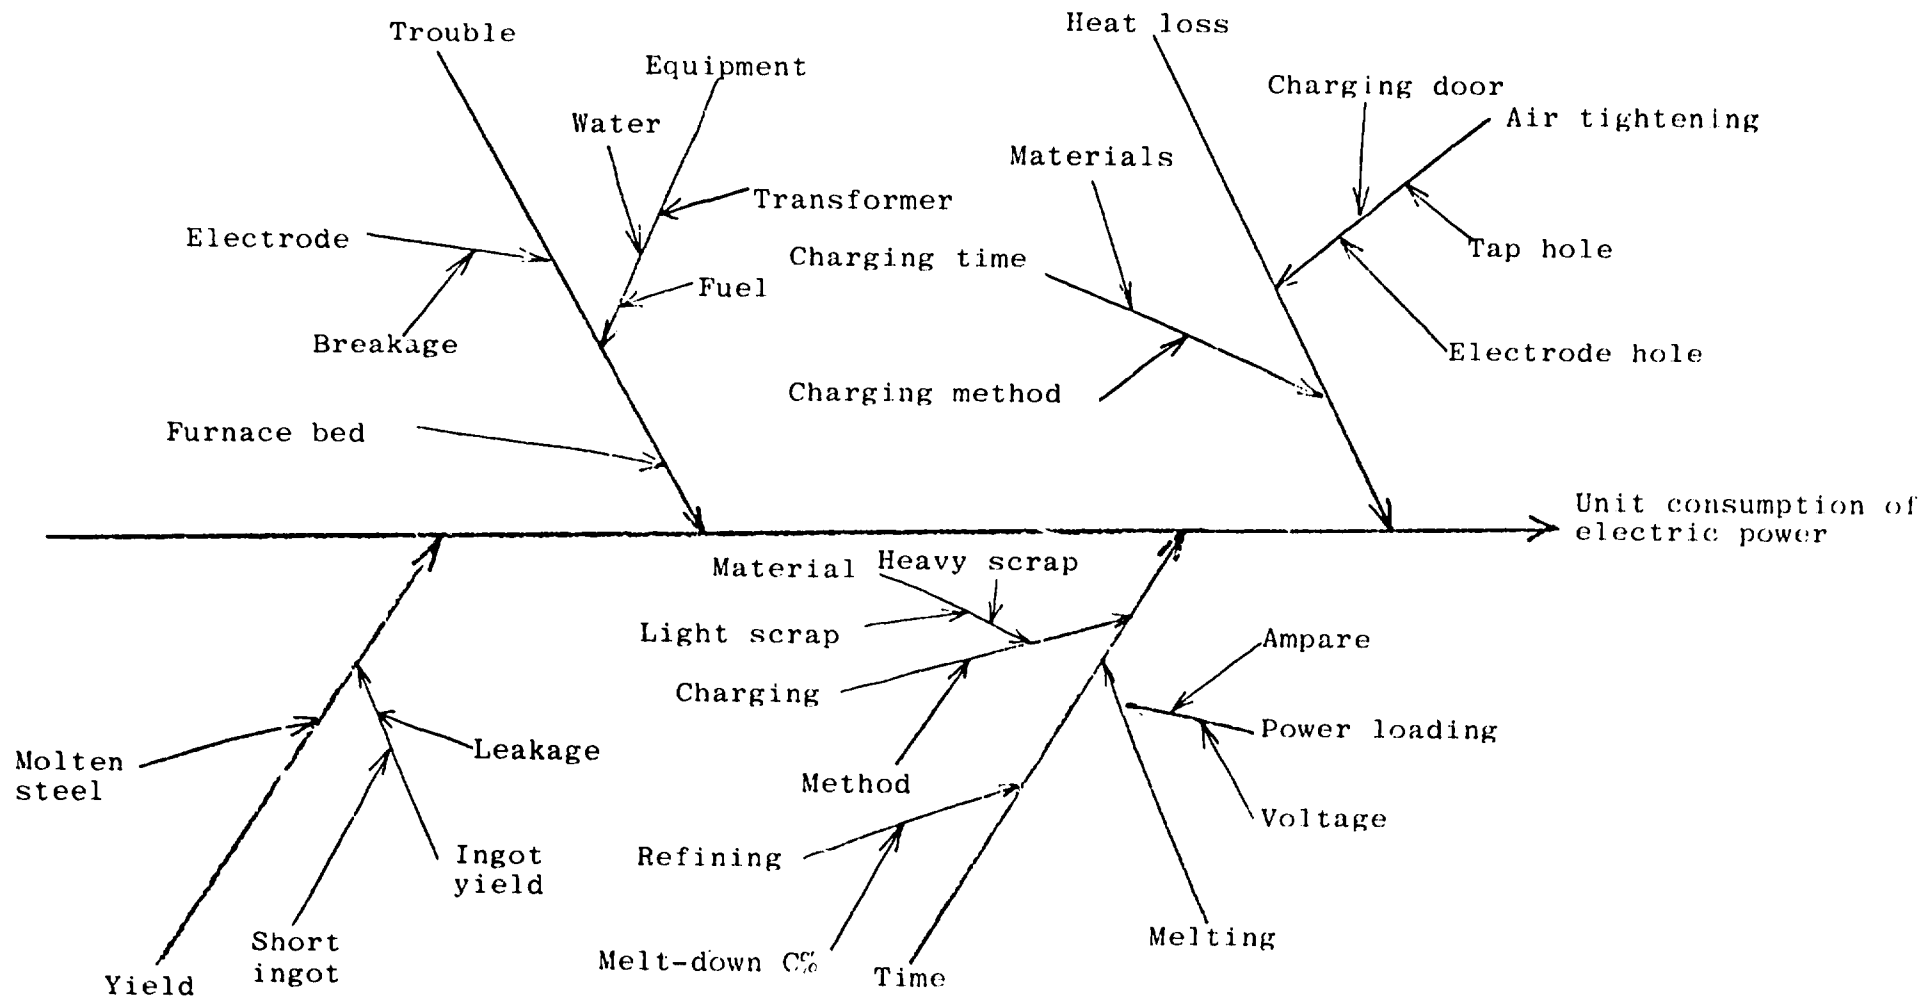 Heat loss
Trouble
Equipment
Charging door
Air tightening
Water
Materials
Transformer
Electrode
Tap hole
Charging time
Fuel
Breakage
Electrode hole
Charging method
Furnace bed
Unit consumption of
electric power
Material
Heavy scrap
Light scrap
Ampare
Charging
Power loading
Leakage
Molten
steel
Method
Voltage
Refining
Ingot
yield
Short
ingot
Melting
Melt-down C%
Time
Yield